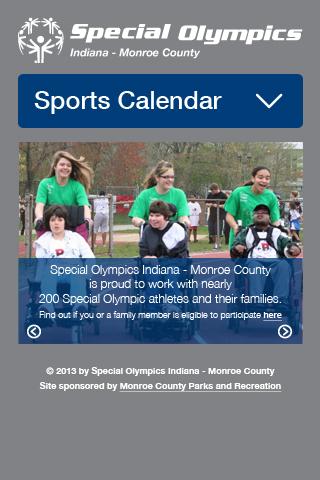 Special Olympics
Indiana - Monroe County
Sports Calendar
Special Olympics Indiana - Monroe County
is proud to work with nearly
200 Special Olympic athletes and their families.
Find out if you or a family member is eligible to participate here
© 2013 by Special Olympics Indiana - Monroe County
Site sponsored by Monroe County Parks and Recreation